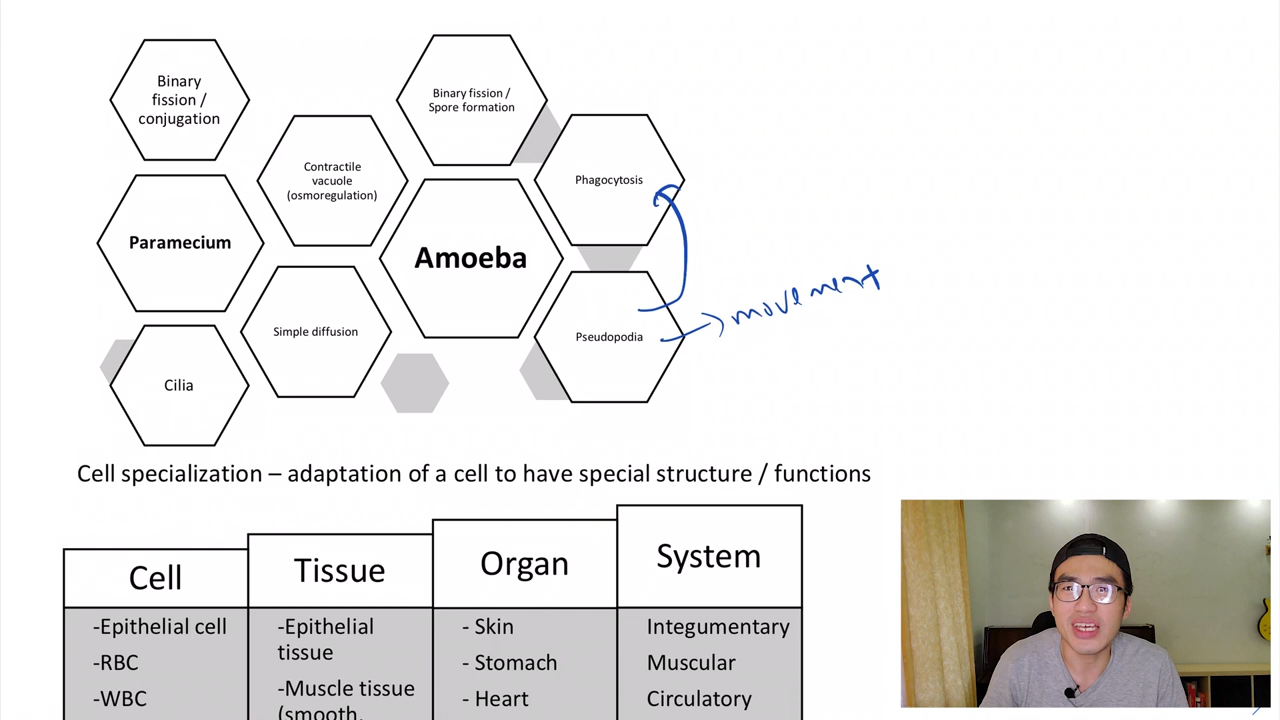 Binary
fission /
conjugation
Binary fission /
Spore formation
Contractile
vacuole
(osmoregulation)
Phagocytosis
Paramecium
Amoeba
movement
Simple diffusion
Pseudopodia
Cilia
Cell specialization – adaptation of a cell to have special structure / functions
Cell
Tissue
Organ
System
-Epithelial cell
-RBC
-WBC
-Epithelial
tissue
-Muscle tissue
(smooth,
- Skin
- Stomach
- Heart
Integumentary
Muscular
Circulatory